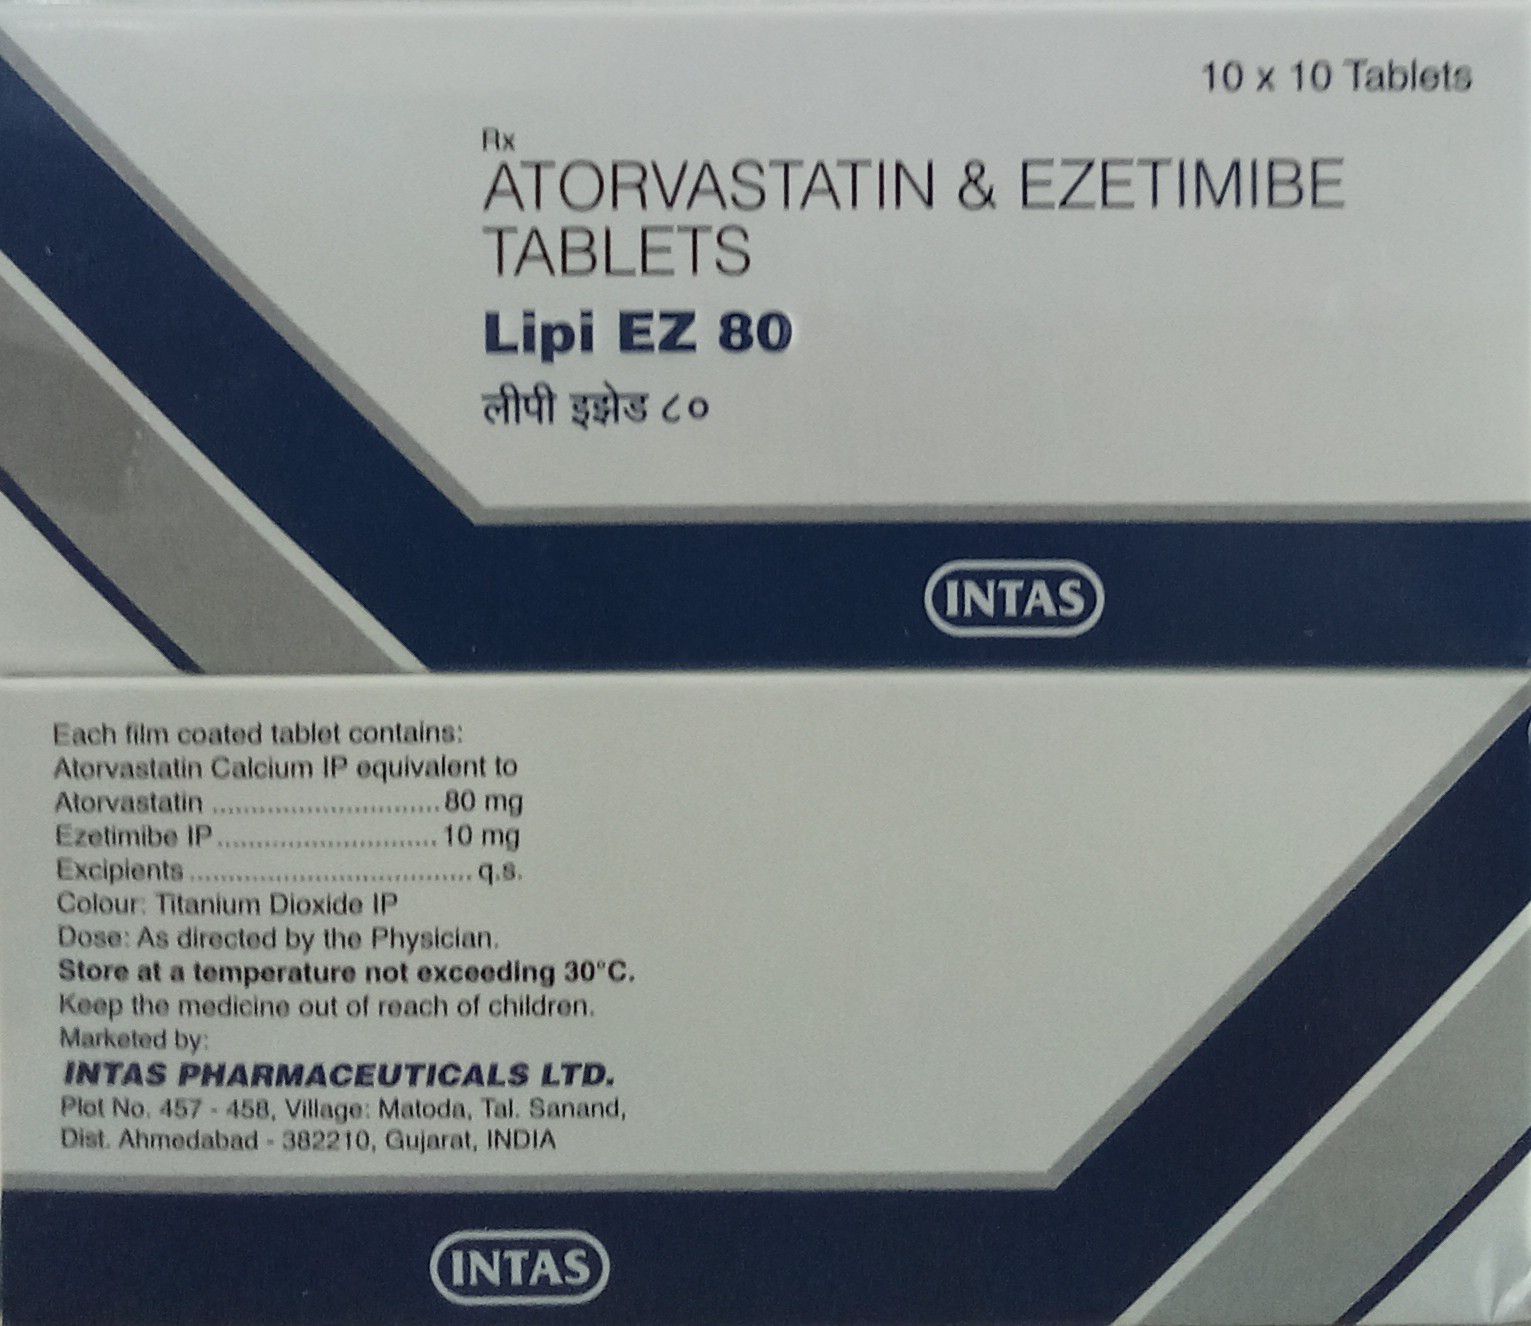 10 x 10 Tablets
Rx
ATORVASTATIN & EZETIMIBE
TABLETS
Lipi EZ 80
लीपी इझेड ८०
INTAS
Each film coated tablet contains:
Atorvastatin Calcium IP equivalent to
Atorvastatin ............................. 80 mg
Ezetimibe IP ............................ 10 mg
Excipients .................................... q.s.
Colour: Titanium Dioxide IP
Dose: As directed by the Physician.
Store at a temperature not exceeding 30°C.
Keep the medicine out of reach of children.
Marketed by:
INTAS PHARMACEUTICALS LTD.
Plot No. 457 - 458, Village: Matoda, Tal. Sanand,
Dist. Ahmedabad - 382210, Gujarat, INDIA
INTAS